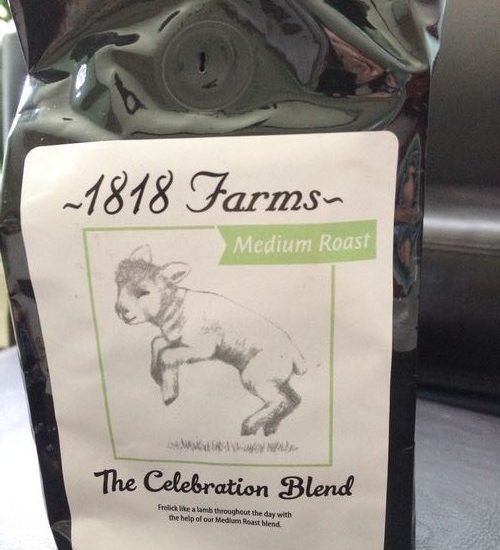 ~1818 Farms~
Medium Roast
The Celebration Blend
Frolick like a lamb throughout the day with
the help of our Medium Roast blend.